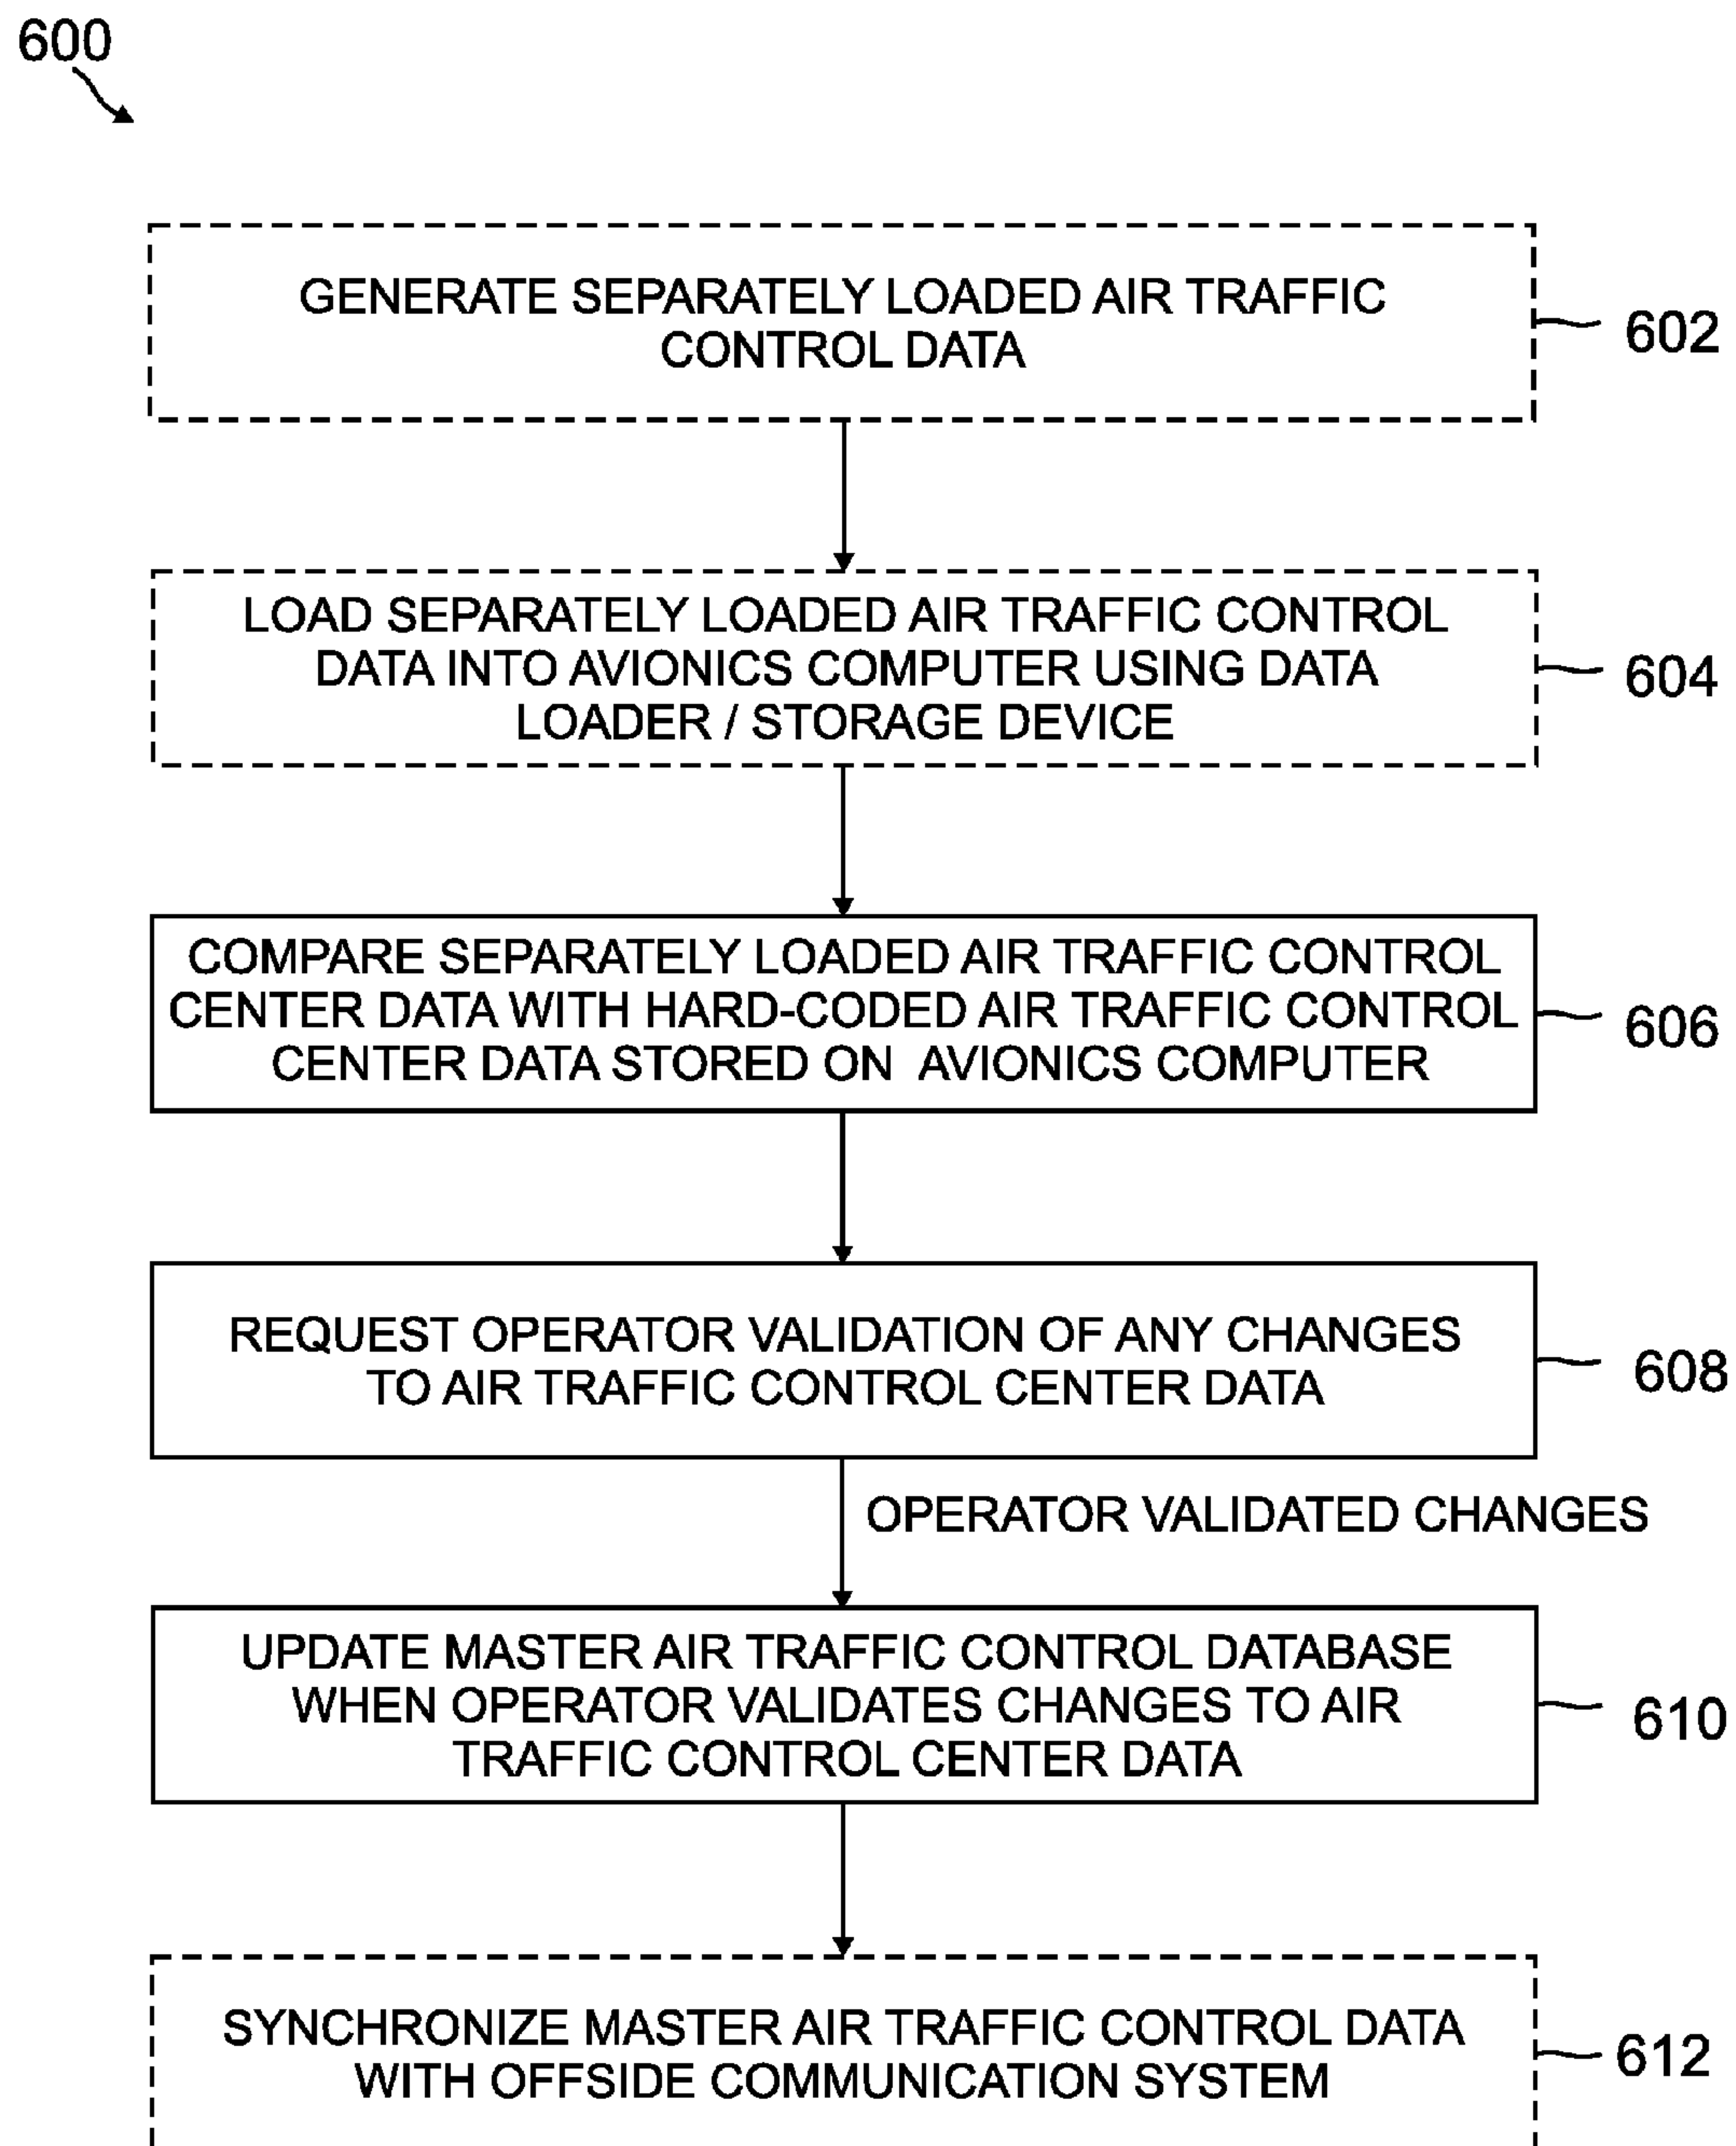 600
GENERATE SEPARATELY LOADED AIR TRAFFIC
CONTROL DATA
602
LOAD SEPARATELY LOADED AIR TRAFFIC CONTROL
DATA INTO AVIONICS COMPUTER USING DATA
LOADER / STORAGE DEVICE
604
COMPARE SEPARATELY LOADED AIR TRAFFIC CONTROL
CENTER DATA WITH HARD-CODED AIR TRAFFIC CONTROL
CENTER DATA STORED ON AVIONICS COMPUTER
606
REQUEST OPERATOR VALIDATION OF ANY CHANGES
TO AIR TRAFFIC CONTROL CENTER DATA
608
OPERATOR VALIDATED CHANGES
UPDATE MASTER AIR TRAFFIC CONTROL DATABASE
WHEN OPERATOR VALIDATES CHANGES TO AIR
TRAFFIC CONTROL CENTER DATA
610
SYNCHRONIZE MASTER AIR TRAFFIC CONTROL DATA
WITH OFFSIDE COMMUNICATION SYSTEM
612